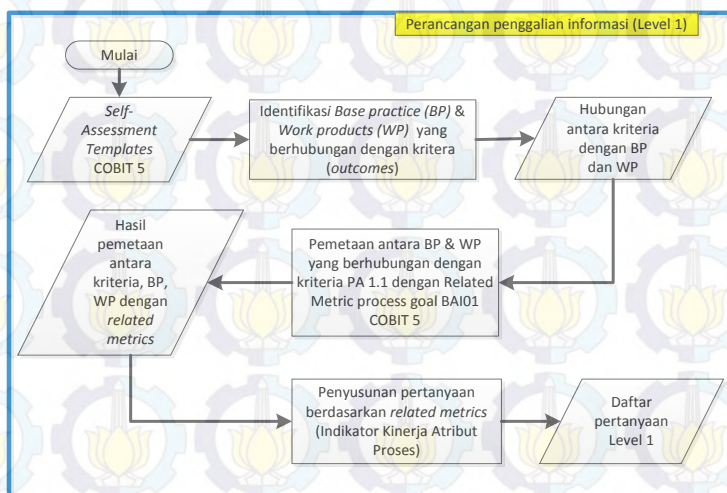 Perancangan penggalian informasi (Level 1)
Mulai
Self-
Assessment
Templates
COBIT 5
Identifikasi Base practice (BP) &
Work products (WP) yang
berhubungan dengan kritera
(outcomes)
Hubungan
antara kriteria
dengan BP
dan WP
Pemetaan antara BP & WP
yang berhubungan dengan
kriteria PA 1.1 dengan Related
Metric process goal BAI01
COBIT 5
Hasil
pemetaan
antara
kriteria, BP,
WP dengan
related
metrics
Penyusunan pertanyaan
berdasarkan related metrics
(Indikator Kinerja Atribut
Proses)
Daftar
pertanyaan
Level 1